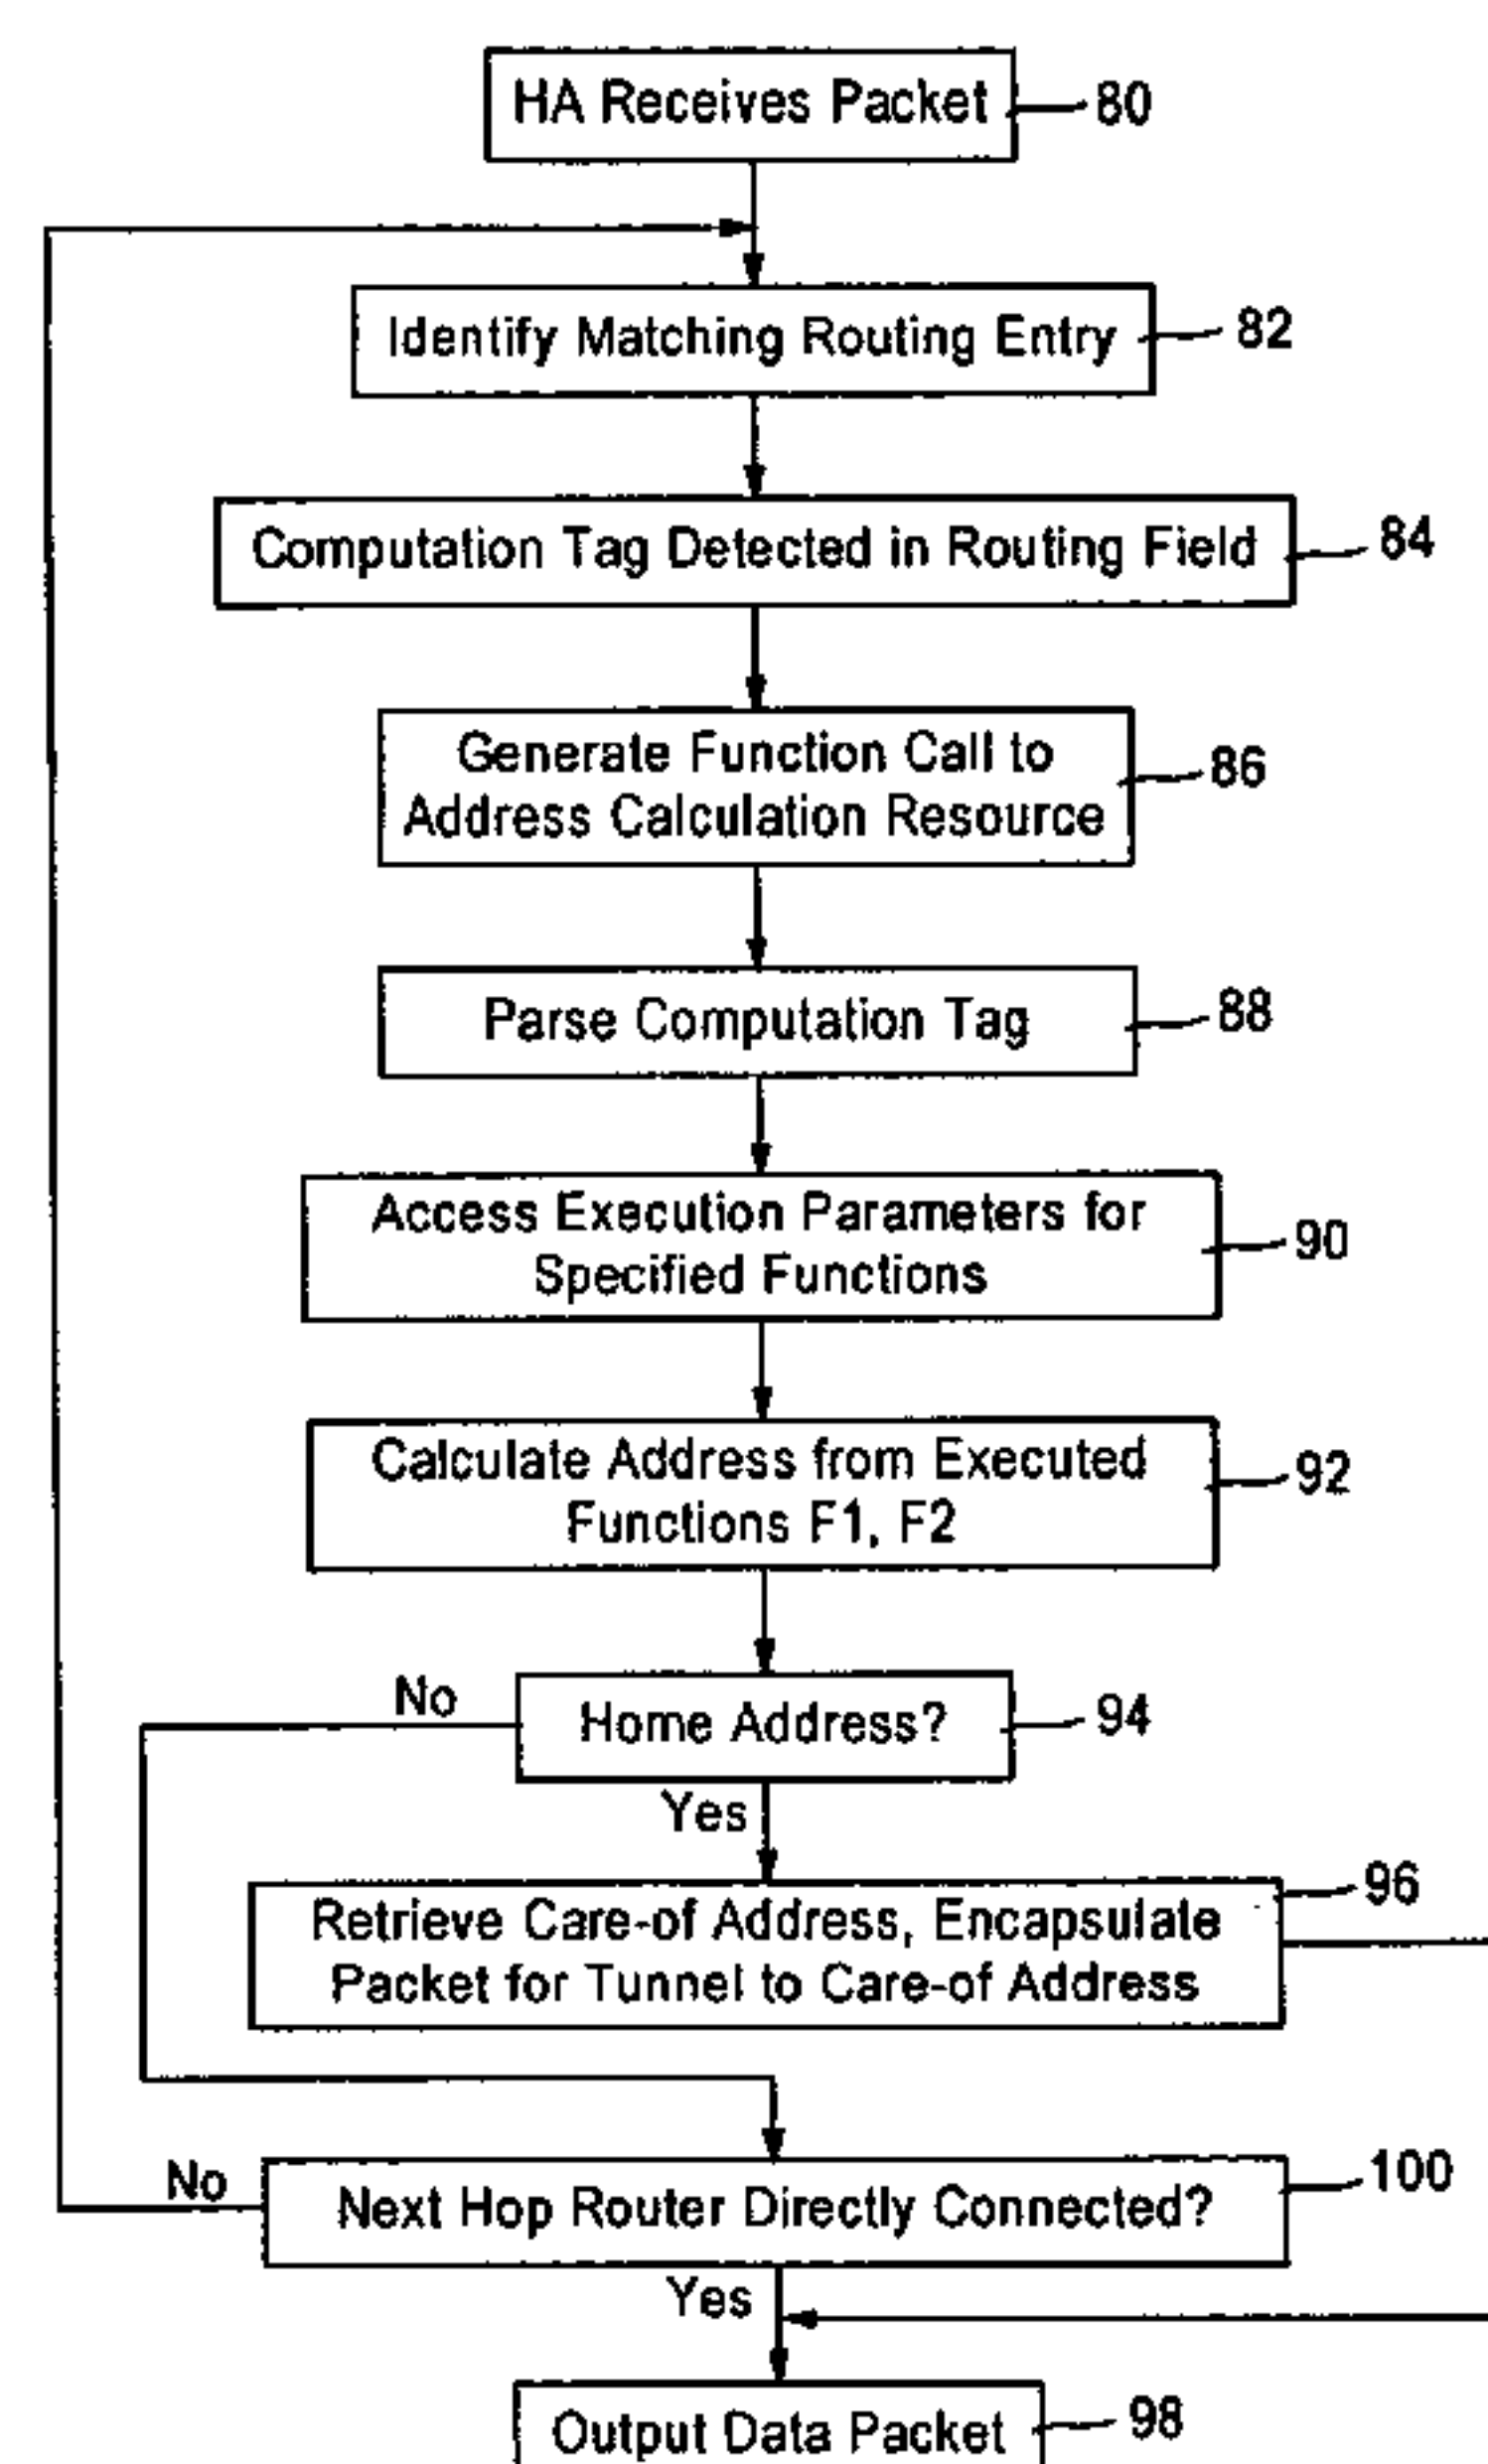 HA Receives Packet
80
Identify Matching Routing Entry
82
Computation Tag Detected in Routing Field
84
Generate Function Call to
Address Calculation Resource
86
Parse Computation Tag
88
Access Execution Parameters for
Specified Functions
90
Calculate Address from Executed
Functions F1, F2
92
No
Home Address?
94
Yes
Retrieve Care-of Address, Encapsulate
Packet for Tunnel to Care-of Address
96
No
Next Hop Router Directly Connected?
100
Yes
Output Data Packet
98